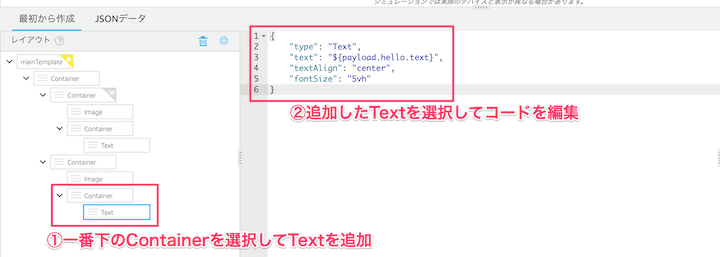 シミュレーションでは実際のデバイスと表示が異なる場合があります。
最初から作成
JSONデータ
レイアウト ?
mainTemplate
Container
Container
Image
Container
Text
Container
Image
Container
Text
①一番下のContainerを選択してTextを追加
1 {
2 "type": "Text",
3 "text": "${payload.hello.text}",
4 "textAlign": "center",
5 "fontSize": "5vh"
6 }
②追加したTextを選択してコードを編集